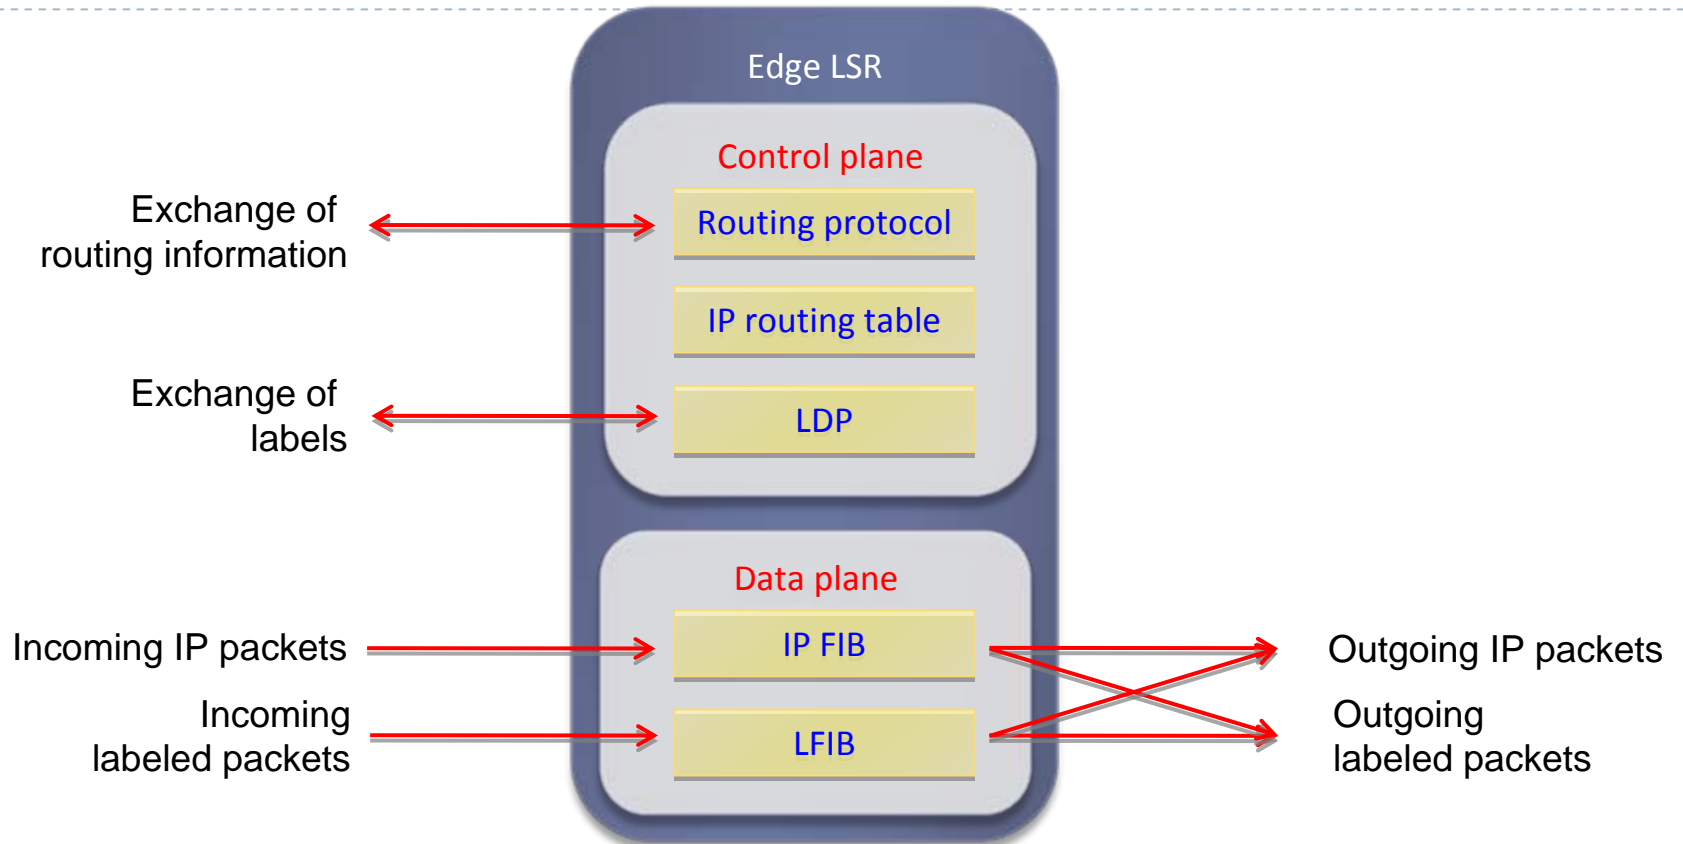 Edge LSR
Control plane
Exchange of
routing information
Routing protocol
IP routing table
Exchange of
labels
LDP
Data plane
Incoming IP packets
IP FIB
Outgoing IP packets
Incoming
labeled packets
LFIB
Outgoing
labeled packets